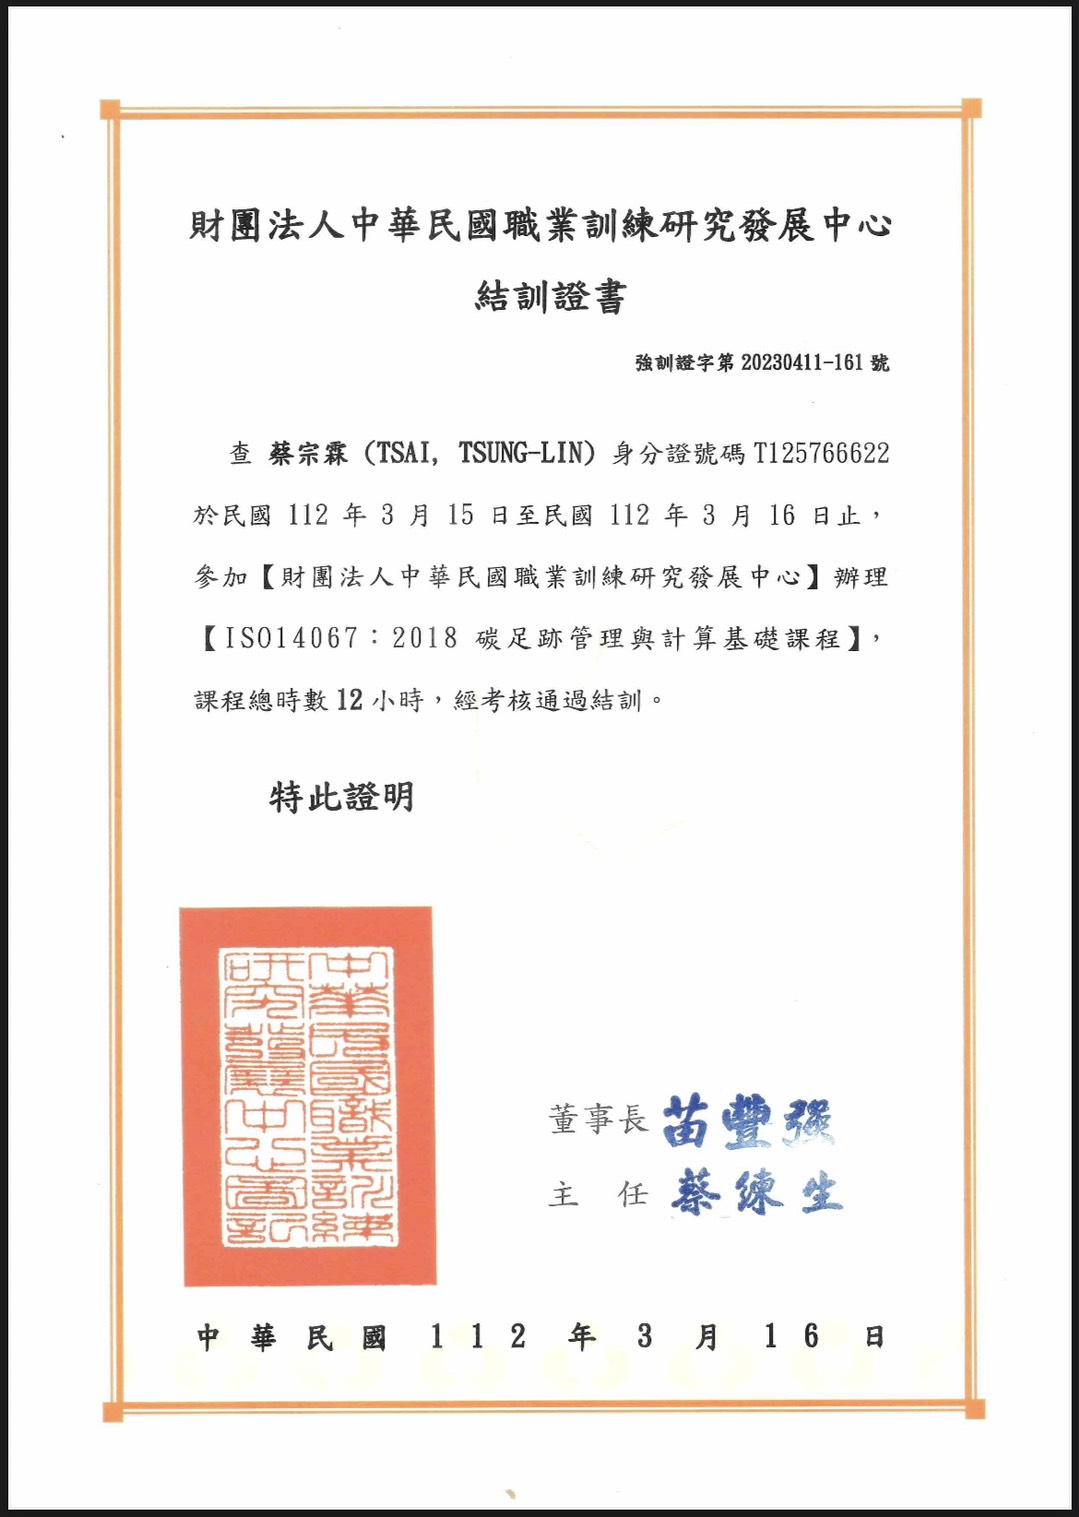 財團法人中華民國職業訓練研究發展中心
結訓證書
強訓證字第 20230411-161 號
查 蔡宗霖 (TSAI, TSUNG-LIN) 身分證號碼 T125766622
於民國 112 年 3 月 15 日至民國 112 年 3 月 16 日止，
參加【財團法人中華民國職業訓練研究發展中心】辦理
【ISO14067：2018 碳足跡管理與計算基礎課程】，
課程總時數 12 小時，經考核通過結訓。
特此證明
中華民國職業訓練
研究發展中心圖記
董事長 苗豐強
主 任 蔡練生
中 華 民 國 1 1 2 年 3 月 1 6 日